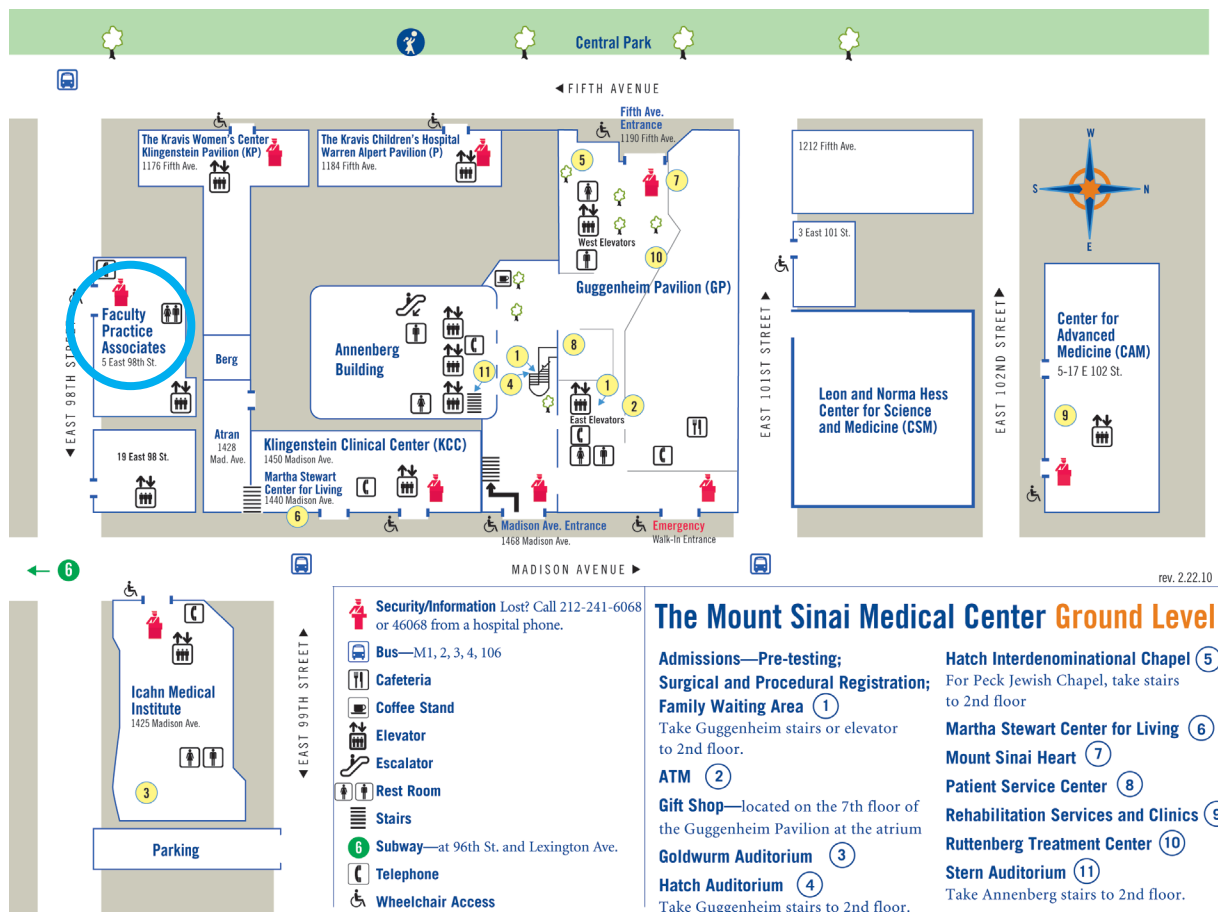 Central Park
◄ FIFTH AVENUE
Fifth Ave.
Entrance
1190 Fifth Ave.
The Kravis Women's Center
Klingenstein Pavilion (KP)
1176 Fifth Ave.
The Kravis Children's Hospital
Warren Alpert Pavilion (P)
1184 Fifth Ave.
5
7
West Elevators
10
Guggenheim Pavilion (GP)
1212 Fifth Ave.
3 East 101 St.
W
S
N
E
◄ EAST 98TH STREET
Faculty
Practice
Associates
5 East 98th St.
Berg
Annenberg
Building
1
4
11
8
1
2
East Elevators
EAST 101ST STREET ►
Leon and Norma Hess
Center for Science
and Medicine (CSM)
EAST 102ND STREET ►
Center for
Advanced
Medicine (CAM)
5-17 E 102 St.
9
19 East 98 St.
Atran
1428
Mad. Ave.
Klingenstein Clinical Center (KCC)
1450 Madison Ave.
Martha Stewart
Center for Living
1440 Madison Ave.
6
Madison Ave. Entrance
1468 Madison Ave.
Emergency
Walk-In Entrance
6
MADISON AVENUE ►
rev. 2.22.10
Icahn Medical
Institute
1425 Madison Ave.
3
Parking
◄ EAST 99TH STREET ►
Security/Information Lost? Call 212-241-6068
or 46068 from a hospital phone.
Bus—M1, 2, 3, 4, 106
Cafeteria
Coffee Stand
Elevator
Escalator
Rest Room
Stairs
6 Subway—at 96th St. and Lexington Ave.
Telephone
Wheelchair Access
The Mount Sinai Medical Center Ground Level
Admissions—Pre-testing;
Surgical and Procedural Registration;
Family Waiting Area 1
Take Guggenheim stairs or elevator
to 2nd floor.
ATM 2
Gift Shop—located on the 7th floor of
the Guggenheim Pavilion at the atrium
Goldwurm Auditorium 3
Hatch Auditorium 4
Take Guggenheim stairs to 2nd floor.
Hatch Interdenominational Chapel 5
For Peck Jewish Chapel, take stairs
to 2nd floor
Martha Stewart Center for Living 6
Mount Sinai Heart 7
Patient Service Center 8
Rehabilitation Services and Clinics 9
Ruttenberg Treatment Center 10
Stern Auditorium 11
Take Annenberg stairs to 2nd floor.